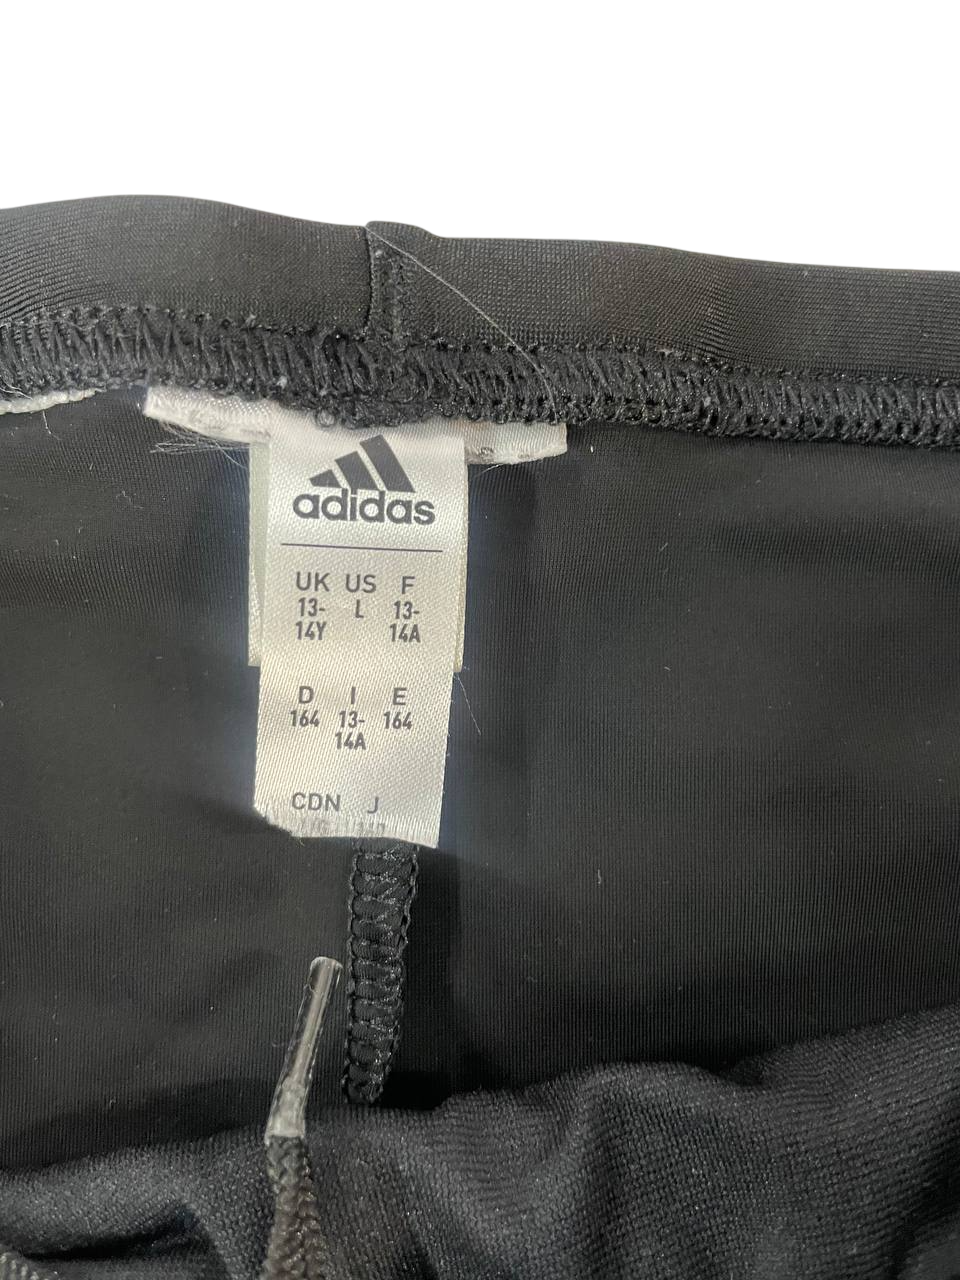 adidas
UK US F
13-14Y L 13-14A
D I E
164 13-14A 164
CDN J